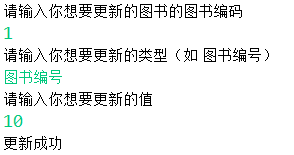 请输入你想要更新的图书的图书编码
1
请输入你想要更新的类型（如 图书编号）
图书编号
请输入你想要更新的值
10
更新成功